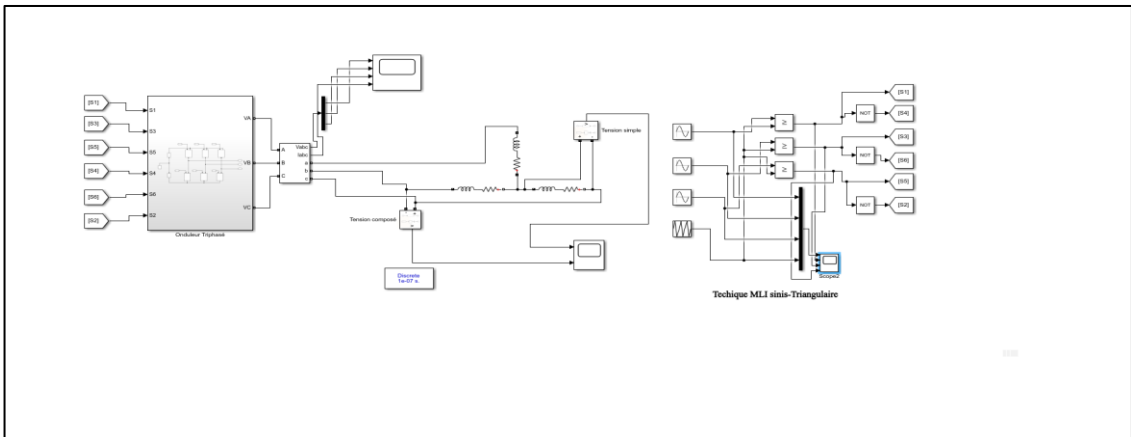 [S1]
[S3]
[S5]
[S4]
[S6]
[S2]
S1
S3
S5
S4
S6
S2
VA
VB
VC
Onduleur Triphasé
A
B
C
Vabc
Iabc
a
b
c
Tension simple
Tension composé
Discrete
1e-07 s.
≥
≥
≥
NOT
NOT
NOT
[S1]
[S4]
[S3]
[S6]
[S5]
[S2]
Scope2
Techique MLI sinis-Triangulaire